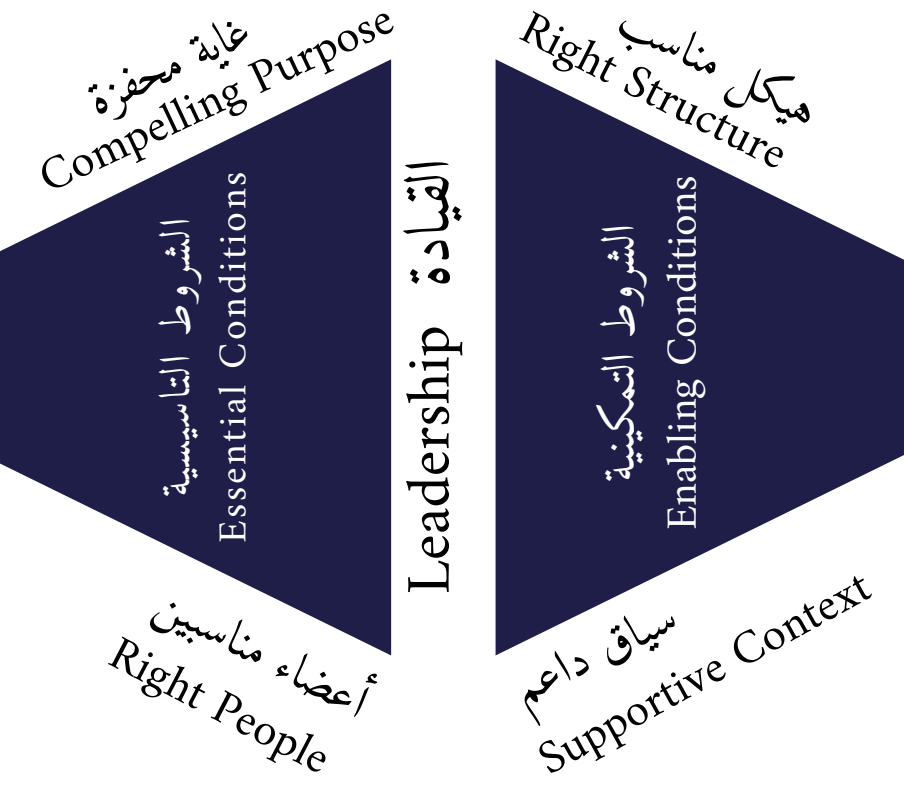 غاية محفزة
Compelling Purpose
هيكل مناسب
Right Structure
الشروط التاسيسية
Essential Conditions
القيادة
Leadership
الشروط التمكينية
Enabling Conditions
أعضاء مناسبين
Right People
سياق داعم
Supportive Context